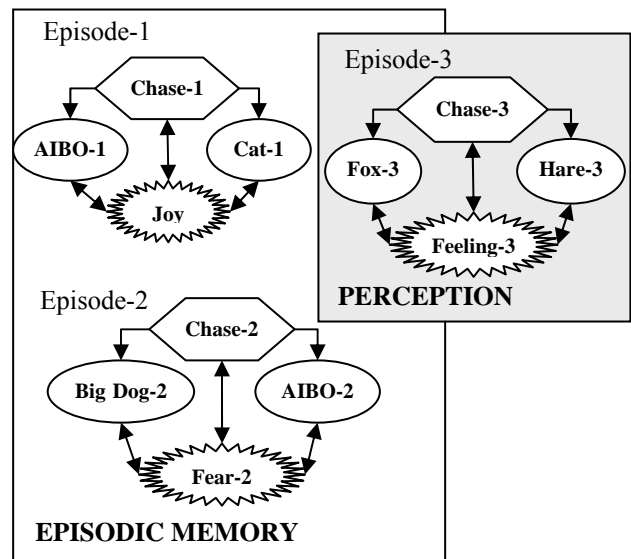 Episode-1
Chase-1
AIBO-1
Cat-1
Joy
Episode-2
Chase-2
Big Dog-2
AIBO-2
Fear-2
EPISODIC MEMORY
Episode-3
Chase-3
Fox-3
Hare-3
Feeling-3
PERCEPTION